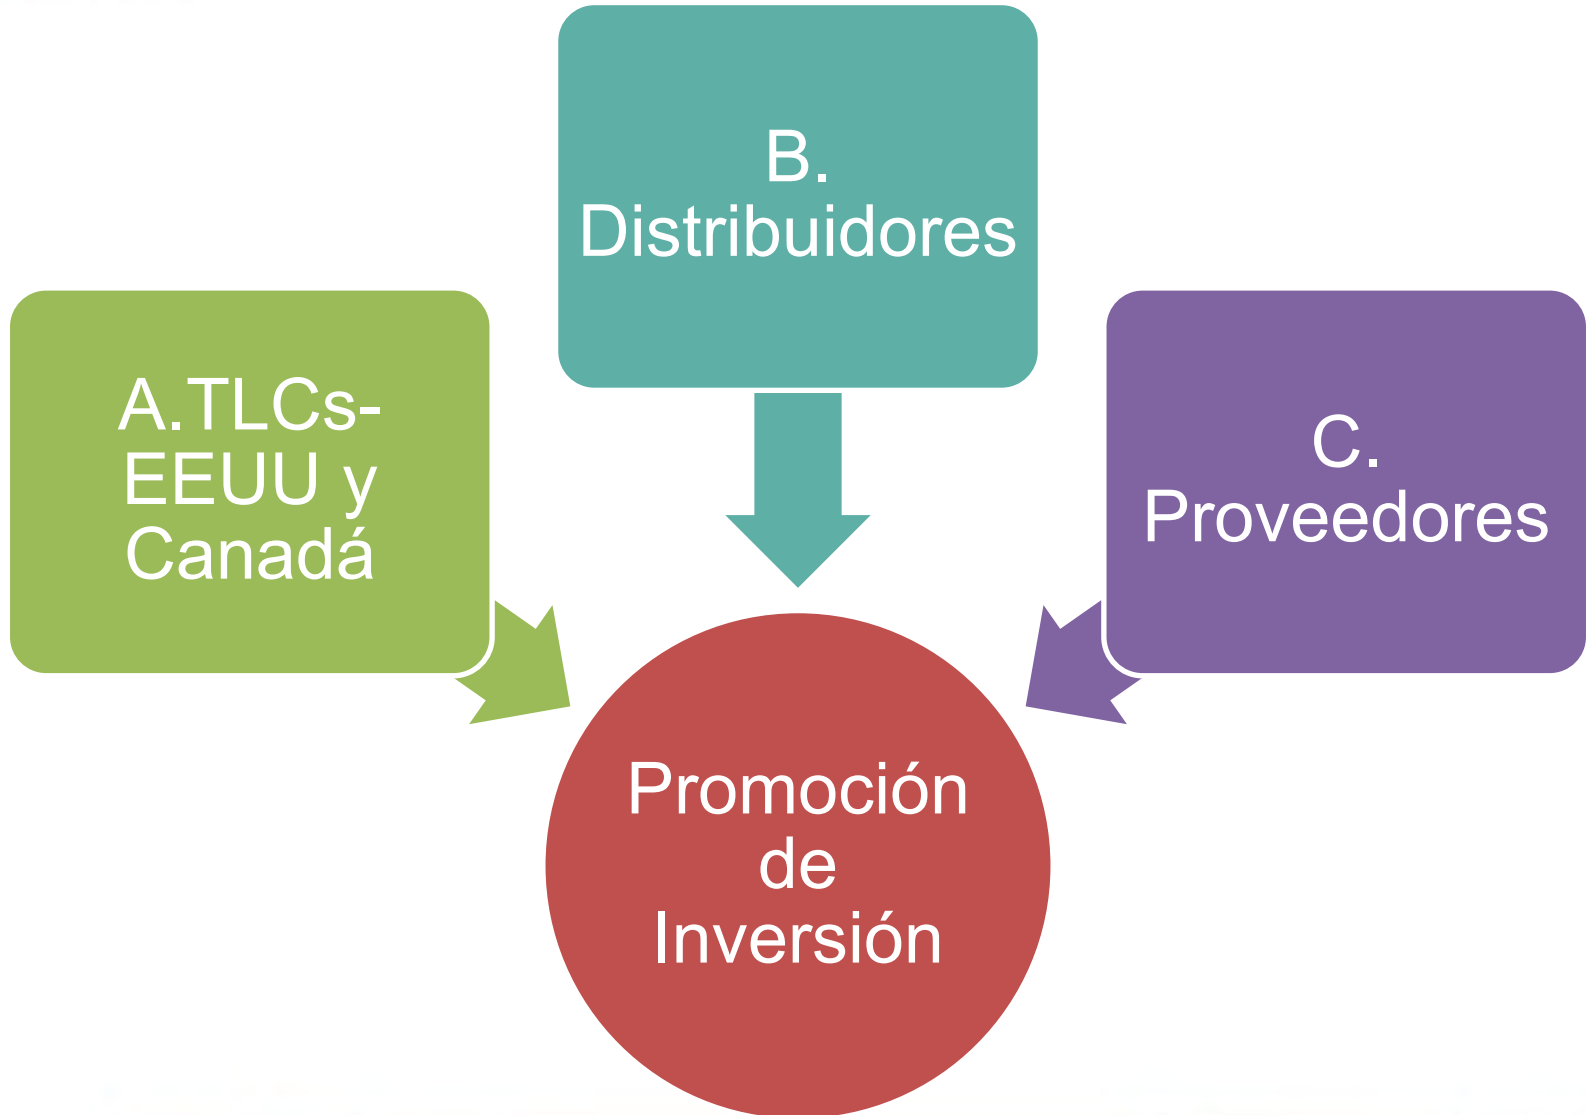 B.
Distribuidores
A.TLCs-
EEUU y
Canadá
C.
Proveedores
Promoción
de
Inversión